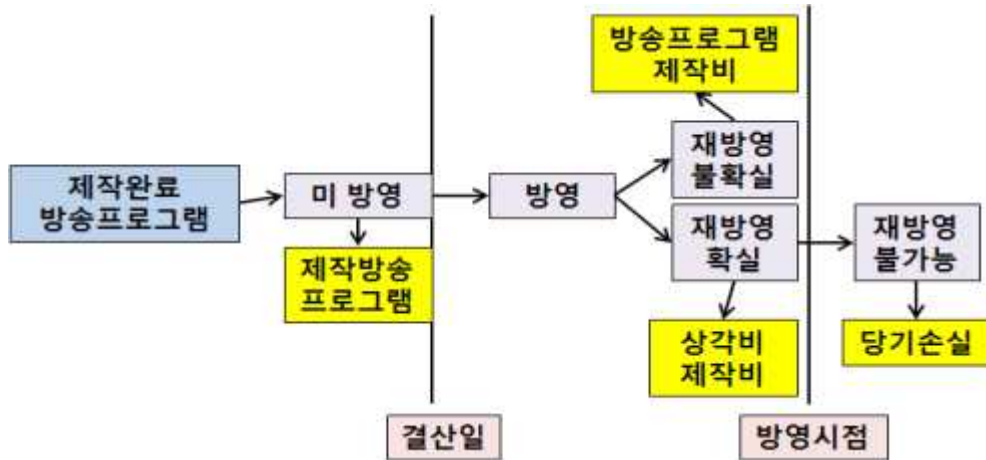 방송프로그램
제작비
재방영
불확실
제작완료
방송프로그램
미 방영
방영
재방영
확실
재방영
불가능
제작방송
프로그램
상각비
제작비
당기손실
결산일
방영시점